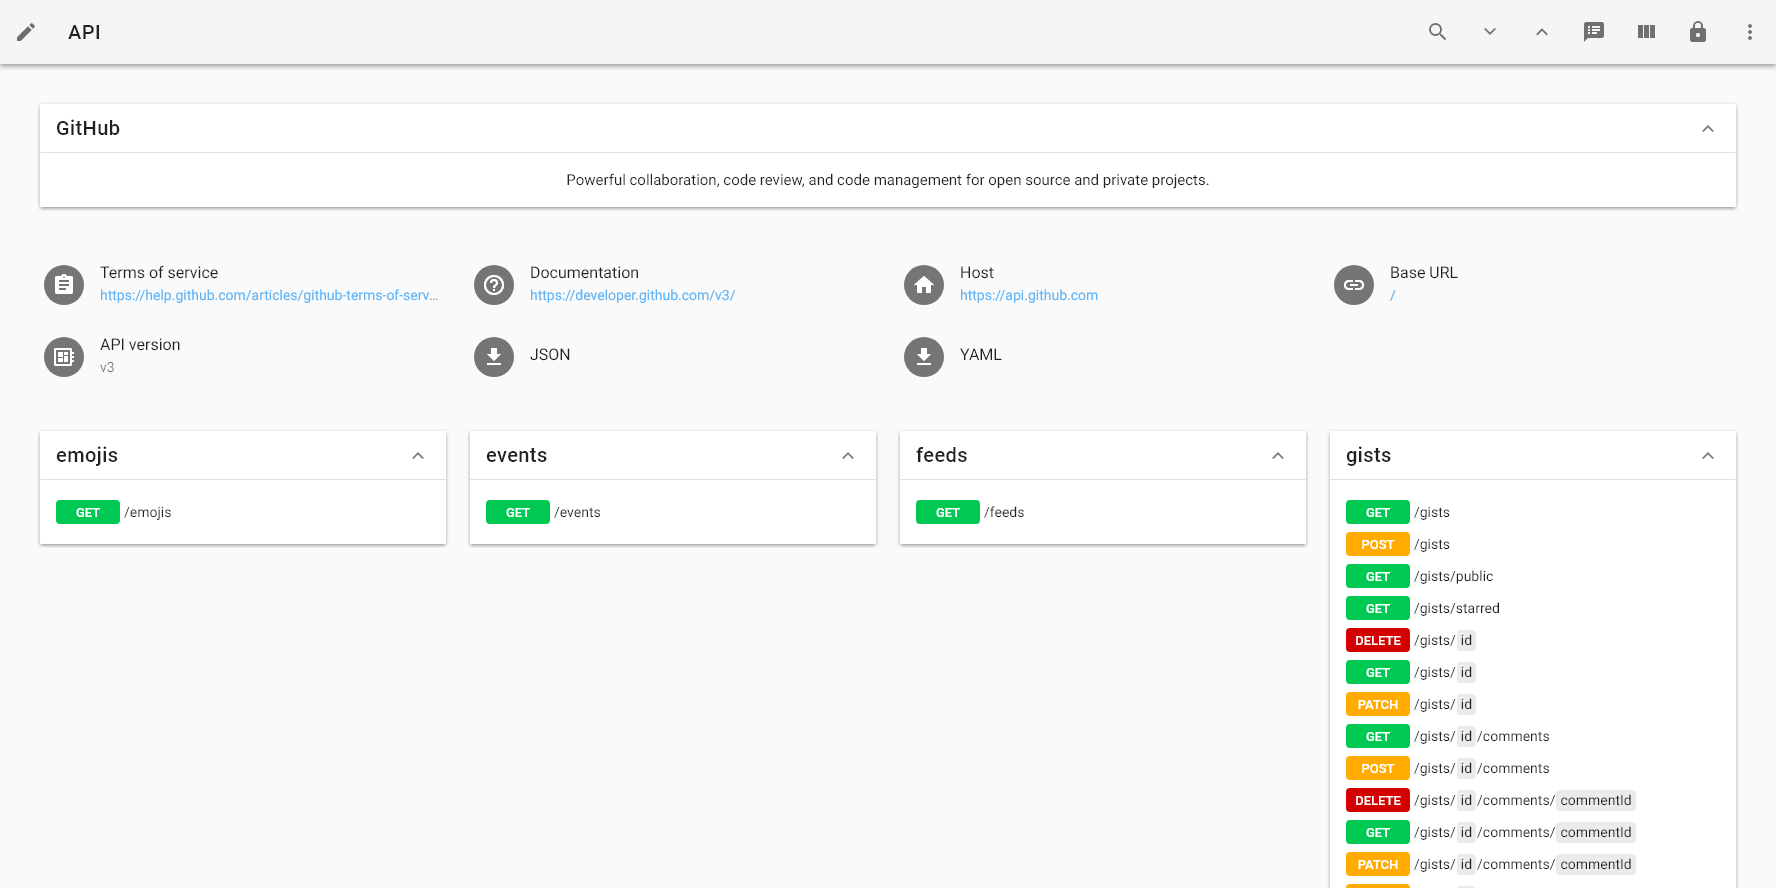 API
GitHub
Powerful collaboration, code review, and code management for open source and private projects.
Terms of service
https://help.github.com/articles/github-terms-of-serv...
Documentation
https://developer.github.com/v3/
Host
https://api.github.com
Base URL
/
API version
v3
JSON
YAML
emojis
GET /emojis
events
GET /events
feeds
GET /feeds
gists
GET /gists
POST /gists
GET /gists/public
GET /gists/starred
DELETE /gists/ id
GET /gists/ id
PATCH /gists/ id
GET /gists/ id /comments
POST /gists/ id /comments
DELETE /gists/ id /comments/ commentId
GET /gists/ id /comments/ commentId
PATCH /gists/ id /comments/ commentId